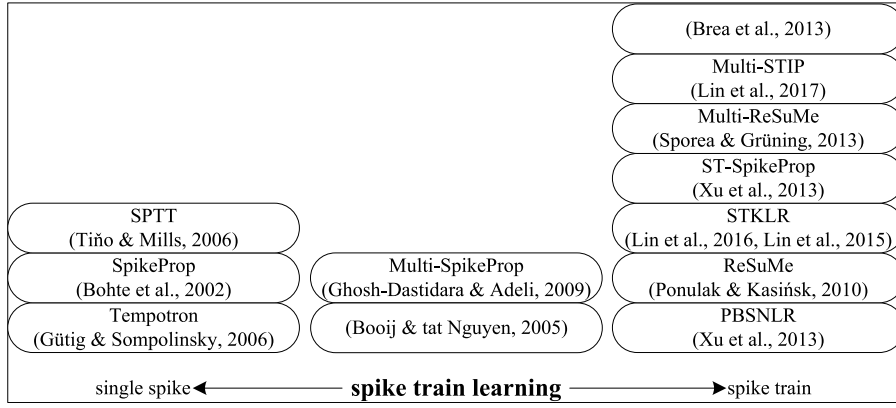 (Brea et al., 2013)
Multi-STIP
(Lin et al., 2017)
Multi-ReSuMe
(Sporea & Grüning, 2013)
ST-SpikeProp
(Xu et al., 2013)
SPTT
(Tiňo & Mills, 2006)
STKLR
(Lin et al., 2016, Lin et al., 2015)
SpikeProp
(Bohte et al., 2002)
Multi-SpikeProp
(Ghosh-Dastidara & Adeli, 2009)
ReSuMe
(Ponulak & Kasińsk, 2010)
Tempotron
(Gütig & Sompolinsky, 2006)
(Booij & tat Nguyen, 2005)
PBSNLR
(Xu et al., 2013)
single spike spike train learning spike train